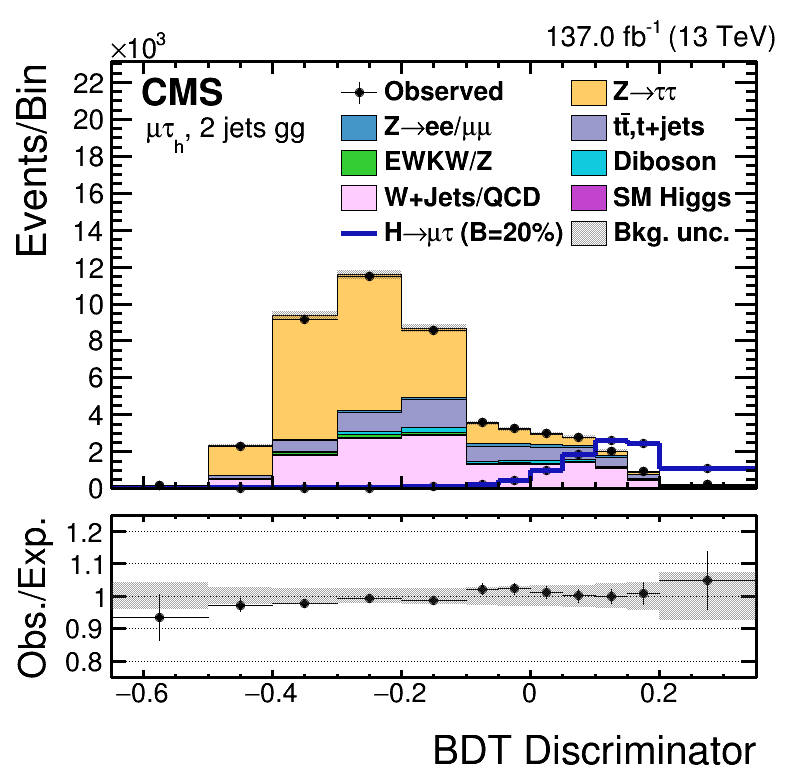 137.0 fb⁻¹ (13 TeV)
×10³
CMS
μτₕ, 2 jets gg
Observed
Z→ττ
Z→ee/μμ
tt̄,t+jets
EWKW/Z
Diboson
W+Jets/QCD
SM Higgs
H→μτ (B=20%)
Bkg. unc.
Events/Bin
22
20
18
16
14
12
10
8
6
4
2
0
Obs./Exp.
1.2
1.1
1
0.9
0.8
−0.6 −0.4 −0.2 0 0.2
BDT Discriminator